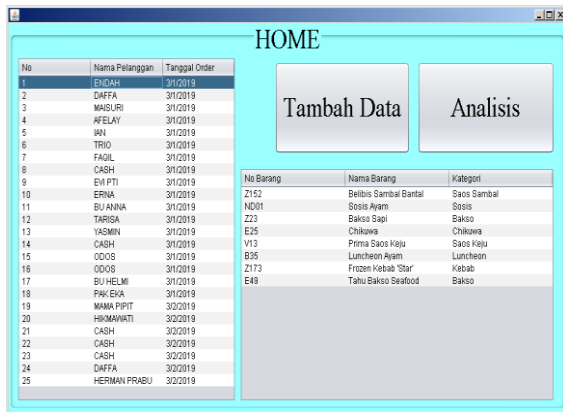 HOME
No Nama Pelanggan Tanggal Order
1 ENDAH 3/1/2019
2 DAFFA 3/1/2019
3 MAISURI 3/1/2019
4 AFELAY 3/1/2019
5 IAN 3/1/2019
6 TRIO 3/1/2019
7 FAQIL 3/1/2019
8 CASH 3/1/2019
9 EVI PTI 3/1/2019
10 ERNA 3/1/2019
11 BU ANNA 3/1/2019
12 TARISA 3/1/2019
13 YASMIN 3/1/2019
14 CASH 3/1/2019
15 ODOS 3/1/2019
16 ODOS 3/1/2019
17 BU HELMI 3/1/2019
18 PAK EKA 3/1/2019
19 MAMA PIPIT 3/2/2019
20 HIKMAWATI 3/2/2019
21 CASH 3/2/2019
22 CASH 3/2/2019
23 CASH 3/2/2019
24 DAFFA 3/2/2019
25 HERMAN PRABU 3/2/2019
Tambah Data
Analisis
No Barang Nama Barang Kategori
Z152 Belibis Sambal Bantal Saos Sambal
ND01 Sosis Ayam Sosis
Z23 Bakso Sapi Bakso
E25 Chikuwa Chikuwa
V13 Prima Saos Keju Saos Keju
B35 Luncheon Ayam Luncheon
Z173 Frozen Kebab 'Star' Kebab
E49 Tahu Bakso Seafood Bakso